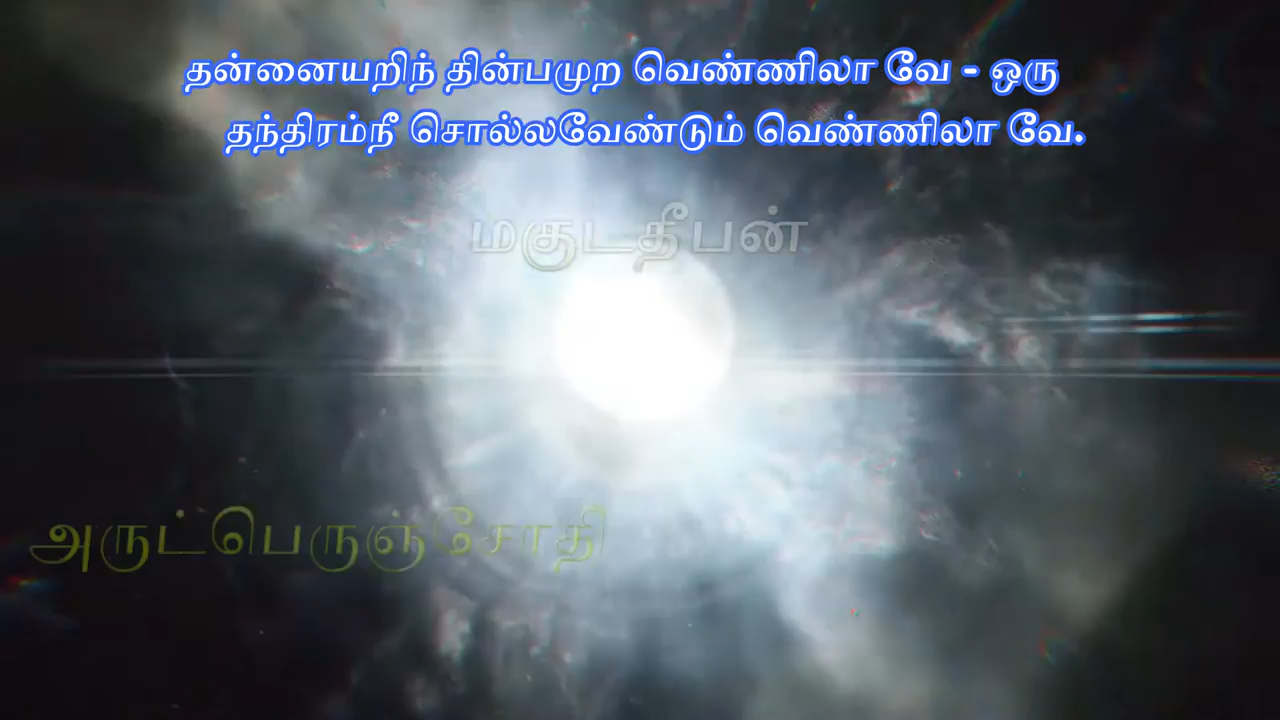 தன்னையறிந் தின்பமுற வெண்ணிலா வே - ஒரு
தந்திரம்நீ சொல்லவேண்டும் வெண்ணிலா வே.
மகுடதீபன்
அருட்பெருஞ்சோதி